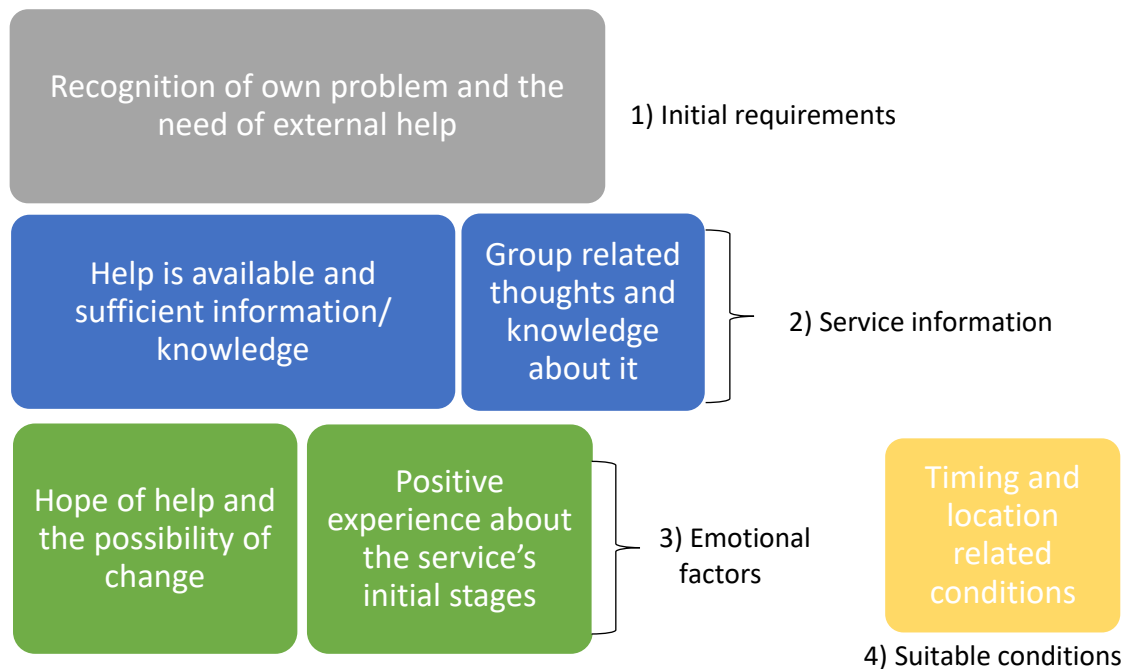 Recognition of own problem and the
need of external help
1) Initial requirements
Help is available and
sufficient information/
knowledge
Group related
thoughts and
knowledge
about it
2) Service information
Hope of help and
the possibility of
change
Positive
experience about
the service's
initial stages
3) Emotional
factors
Timing and
location
related
conditions
4) Suitable conditions